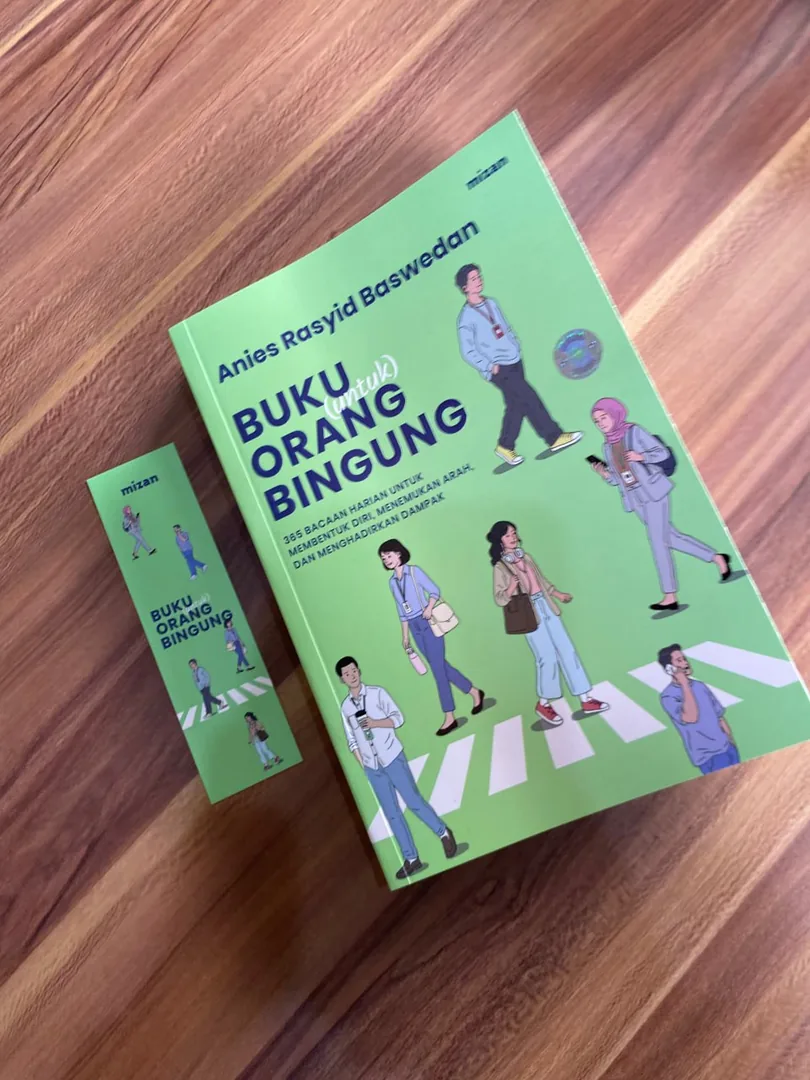 mizan
Anies Rasyid Baswedan
BUKU
(untuk)
ORANG
BINGUNG
365 BACAAN HARIAN UNTUK
MEMBENTUK DIRI, MENEMUKAN ARAH,
DAN MENGHADIRKAN DAMPAK
mizan
BUKU
(untuk)
ORANG
BINGUNG